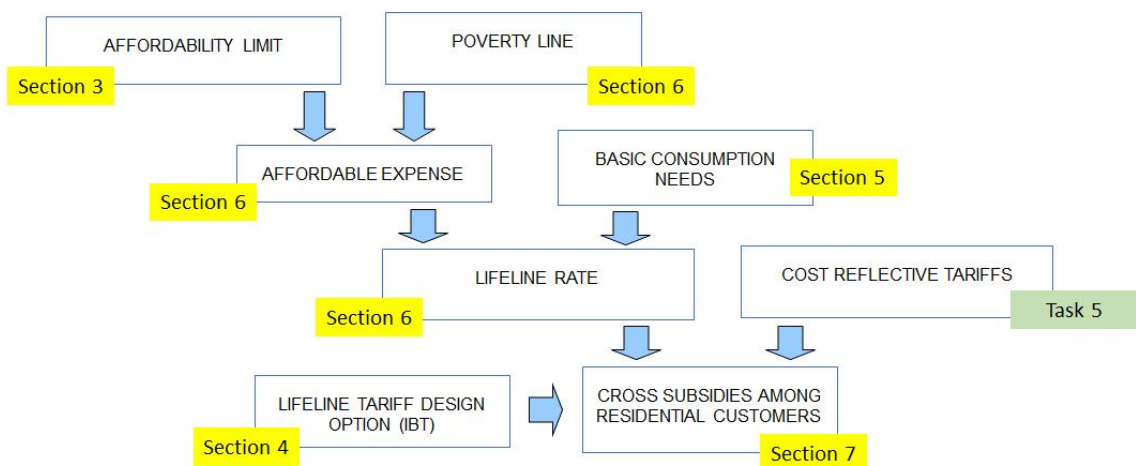 AFFORDABILITY LIMIT
Section 3
POVERTY LINE
Section 6
AFFORDABLE EXPENSE
Section 6
BASIC CONSUMPTION
NEEDS
Section 5
LIFELINE RATE
Section 6
COST REFLECTIVE TARIFFS
Task 5
LIFELINE TARIFF DESIGN
OPTION (IBT)
Section 4
CROSS SUBSIDIES AMONG
RESIDENTIAL CUSTOMERS
Section 7